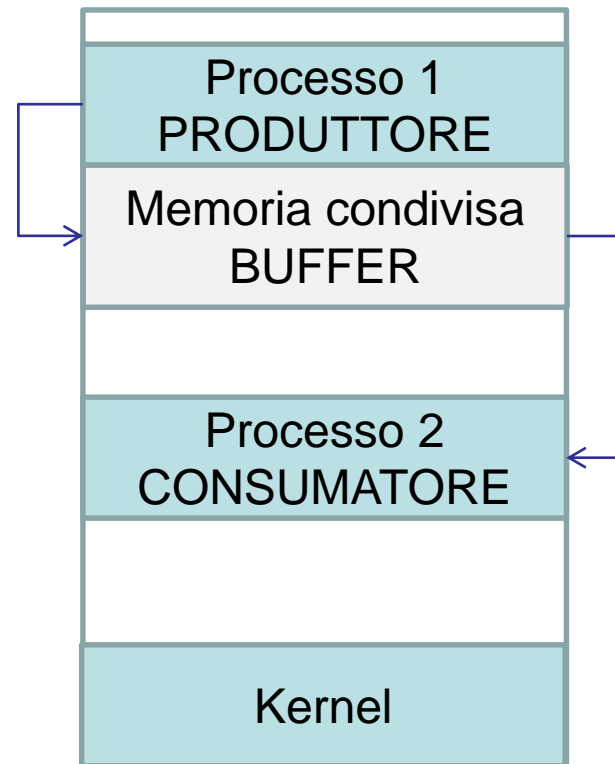 Processo 1
PRODUTTORE
Memoria condivisa
BUFFER
Processo 2
CONSUMATORE
Kernel